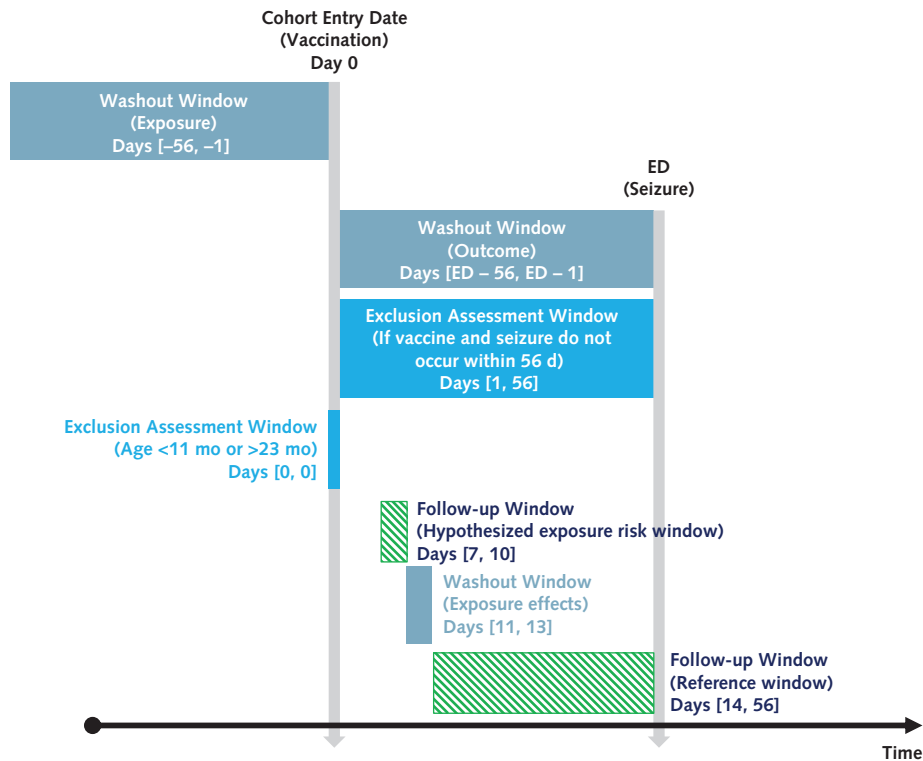 Cohort Entry Date
(Vaccination)
Day 0
Washout Window
(Exposure)
Days [–56, –1]
ED
(Seizure)
Washout Window
(Outcome)
Days [ED – 56, ED – 1]
Exclusion Assessment Window
(If vaccine and seizure do not
occur within 56 d)
Days [1, 56]
Exclusion Assessment Window
(Age <11 mo or >23 mo)
Days [0, 0]
Follow-up Window
(Hypothesized exposure risk window)
Days [7, 10]
Washout Window
(Exposure effects)
Days [11, 13]
Follow-up Window
(Reference window)
Days [14, 56]
Time